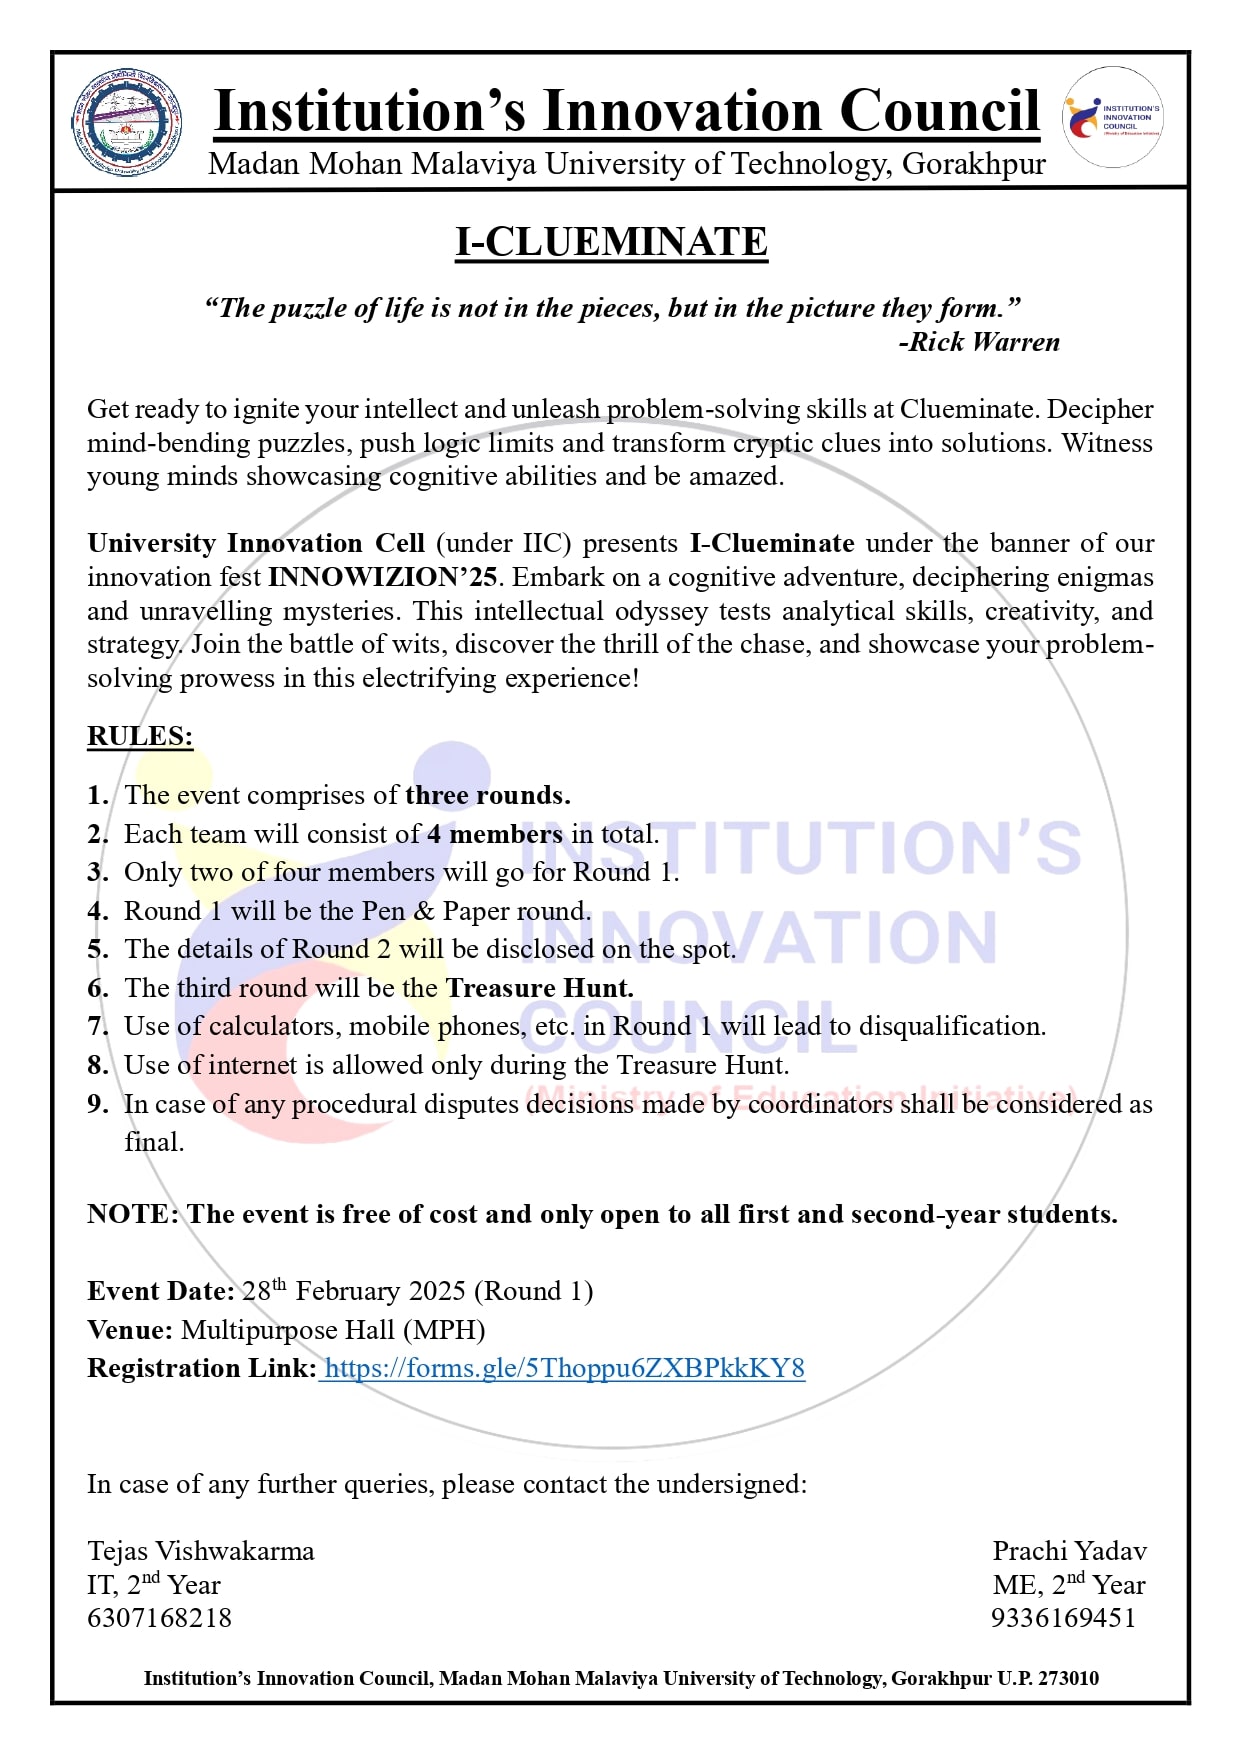 Institution’s Innovation Council
Madan Mohan Malaviya University of Technology, Gorakhpur
INSTITUTION'S
INNOVATION
COUNCIL
(Ministry of Education Initiative)
I-CLUEMINATE
“The puzzle of life is not in the pieces, but in the picture they form.”
-Rick Warren
Get ready to ignite your intellect and unleash problem-solving skills at Clueminate. Decipher
mind-bending puzzles, push logic limits and transform cryptic clues into solutions. Witness
young minds showcasing cognitive abilities and be amazed.
University Innovation Cell (under IIC) presents I-Clueminate under the banner of our
innovation fest INNOWIZION’25. Embark on a cognitive adventure, deciphering enigmas
and unravelling mysteries. This intellectual odyssey tests analytical skills, creativity, and
strategy. Join the battle of wits, discover the thrill of the chase, and showcase your problem-
solving prowess in this electrifying experience!
RULES:
1. The event comprises of three rounds.
2. Each team will consist of 4 members in total.
3. Only two of four members will go for Round 1.
4. Round 1 will be the Pen & Paper round.
5. The details of Round 2 will be disclosed on the spot.
6. The third round will be the Treasure Hunt.
7. Use of calculators, mobile phones, etc. in Round 1 will lead to disqualification.
8. Use of internet is allowed only during the Treasure Hunt.
9. In case of any procedural disputes decisions made by coordinators shall be considered as
final.
INSTITUTION’S
INNOVATION
COUNCIL
(Ministry of Education Initiative)
NOTE: The event is free of cost and only open to all first and second-year students.
Event Date: 28th February 2025 (Round 1)
Venue: Multipurpose Hall (MPH)
Registration Link: https://forms.gle/5Thoppu6ZXBPkkKY8
In case of any further queries, please contact the undersigned:
Tejas Vishwakarma
IT, 2nd Year
6307168218
Prachi Yadav
ME, 2nd Year
9336169451
Institution’s Innovation Council, Madan Mohan Malaviya University of Technology, Gorakhpur U.P. 273010